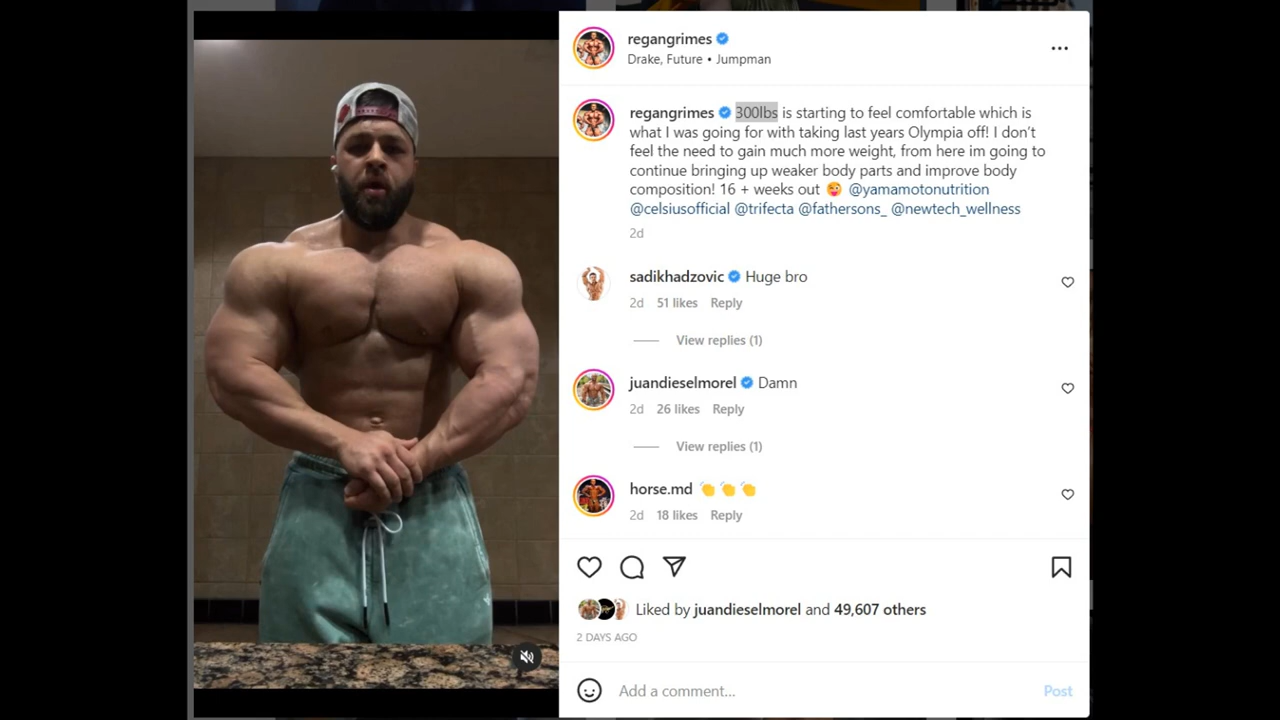 regangrimes
Drake, Future • Jumpman
regangrimes 300lbs is starting to feel comfortable which is
what I was going for with taking last years Olympia off! I don't
feel the need to gain much more weight, from here im going to
continue bringing up weaker body parts and improve body
composition! 16 + weeks out 😜 @yamamotonutrition
@celsiusofficial @trifecta @fathersons_ @newtech_wellness
2d
sadikhadzovic Huge bro
2d 51 likes Reply
View replies (1)
juandieselmorel Damn
2d 26 likes Reply
View replies (1)
horse.md 👏 👏 👏
2d 18 likes Reply
Liked by juandieselmorel and 49,607 others
2 DAYS AGO
Add a comment... Post